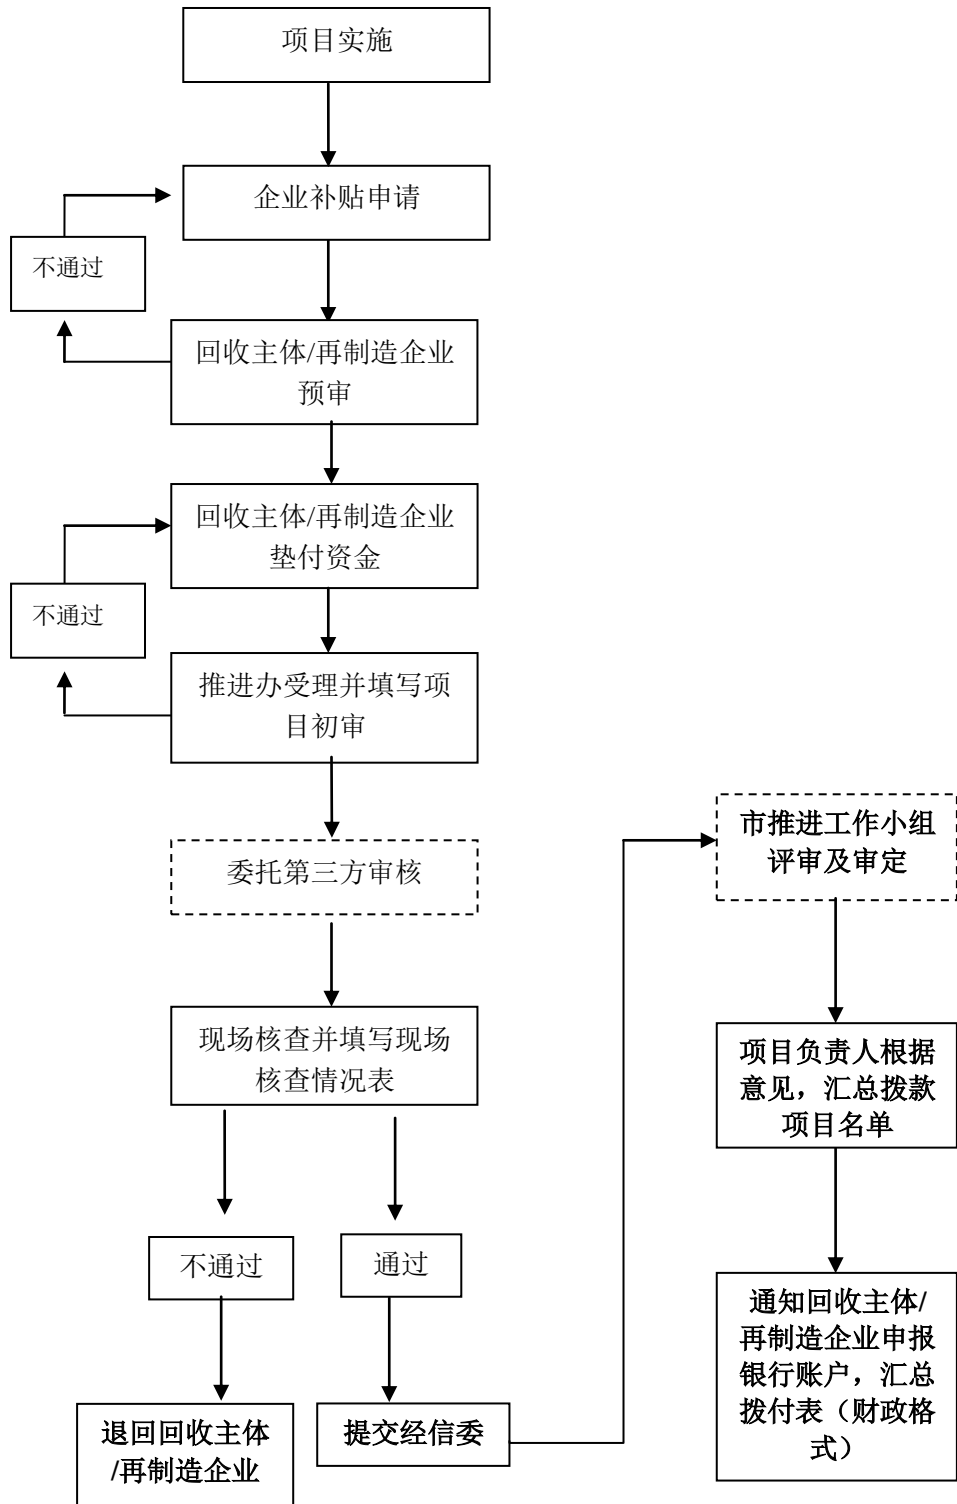 项目实施
企业补贴申请
不通过
回收主体/再制造企业
预审
回收主体/再制造企业
垫付资金
不通过
推进办受理并填写项
目初审
委托第三方审核
现场核查并填写现场
核查情况表
不通过
通过
退回回收主体
/再制造企业
提交经信委
市推进工作小组
评审及审定
项目负责人根据
意见，汇总拨款
项目名单
通知回收主体/
再制造企业申报
银行账户，汇总
拨付表（财政格
式）